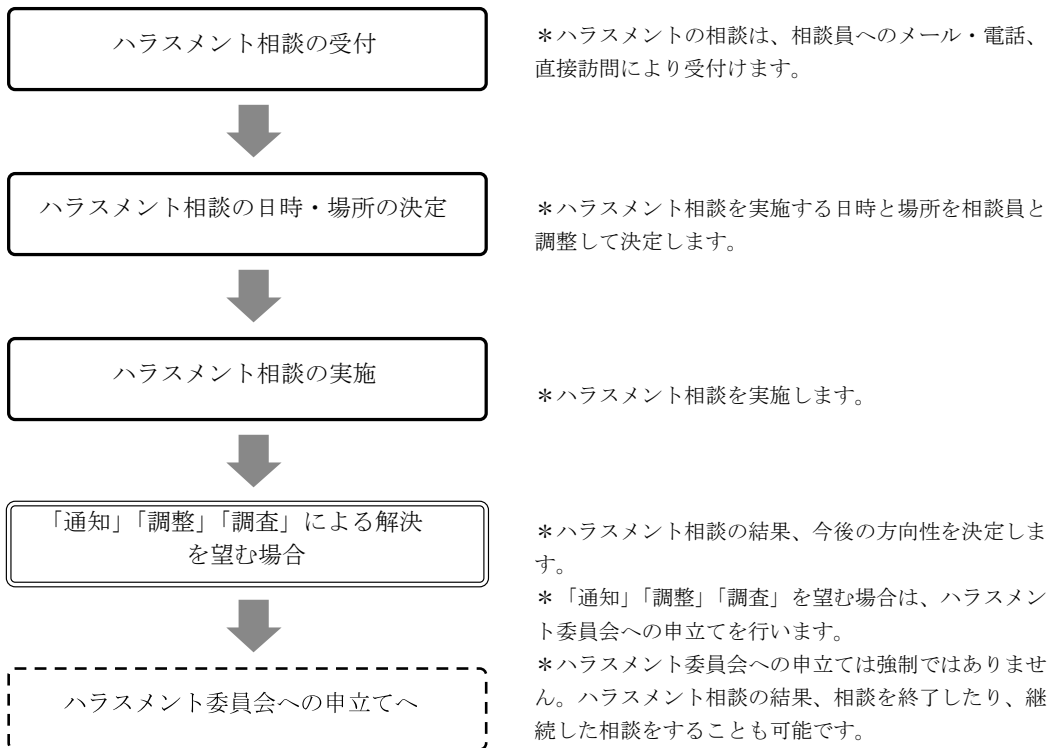 ハラスメント相談の受付
＊ハラスメントの相談は、相談員へのメール・電話、
直接訪問により受付けます。
ハラスメント相談の日時・場所の決定
＊ハラスメント相談を実施する日時と場所を相談員と
調整して決定します。
ハラスメント相談の実施
＊ハラスメント相談を実施します。
「通知」「調整」「調査」による解決
を望む場合
＊ハラスメント相談の結果、今後の方向性を決定しま
す。
＊「通知」「調整」「調査」を望む場合は、ハラスメン
ト委員会への申立てを行います。
ハラスメント委員会への申立てへ
＊ハラスメント委員会への申立ては強制ではありませ
ん。ハラスメント相談の結果、相談を終了したり、継
続した相談をすることも可能です。